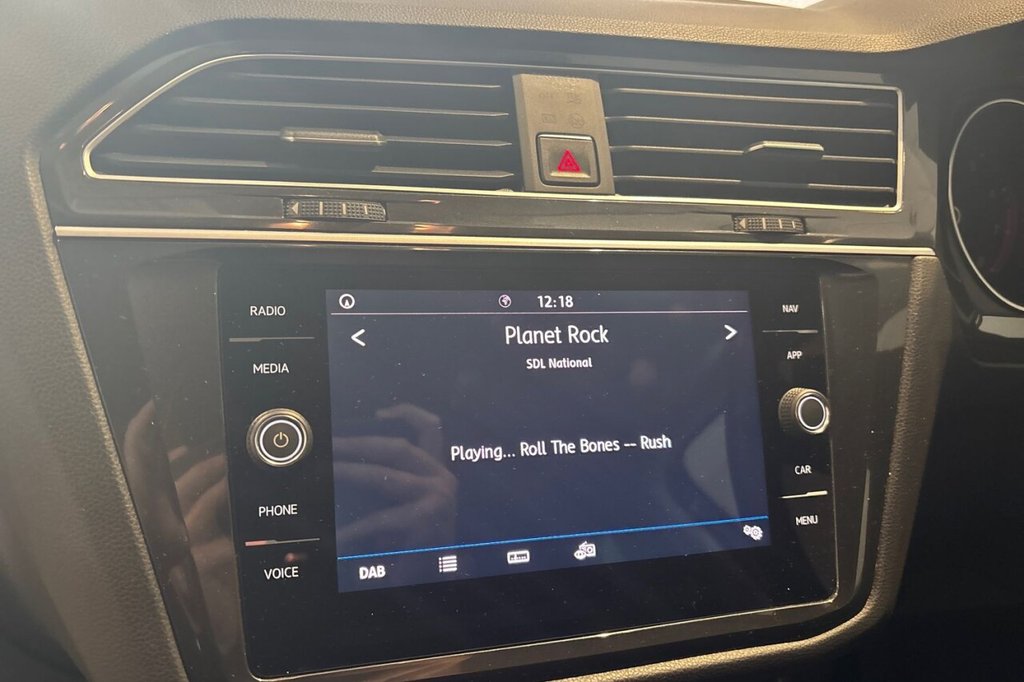 12:18
RADIO
MEDIA
PHONE
VOICE
Planet Rock
SDL National
Playing... Roll The Bones -- Rush
DAB
NAV
APP
CAR
MENU